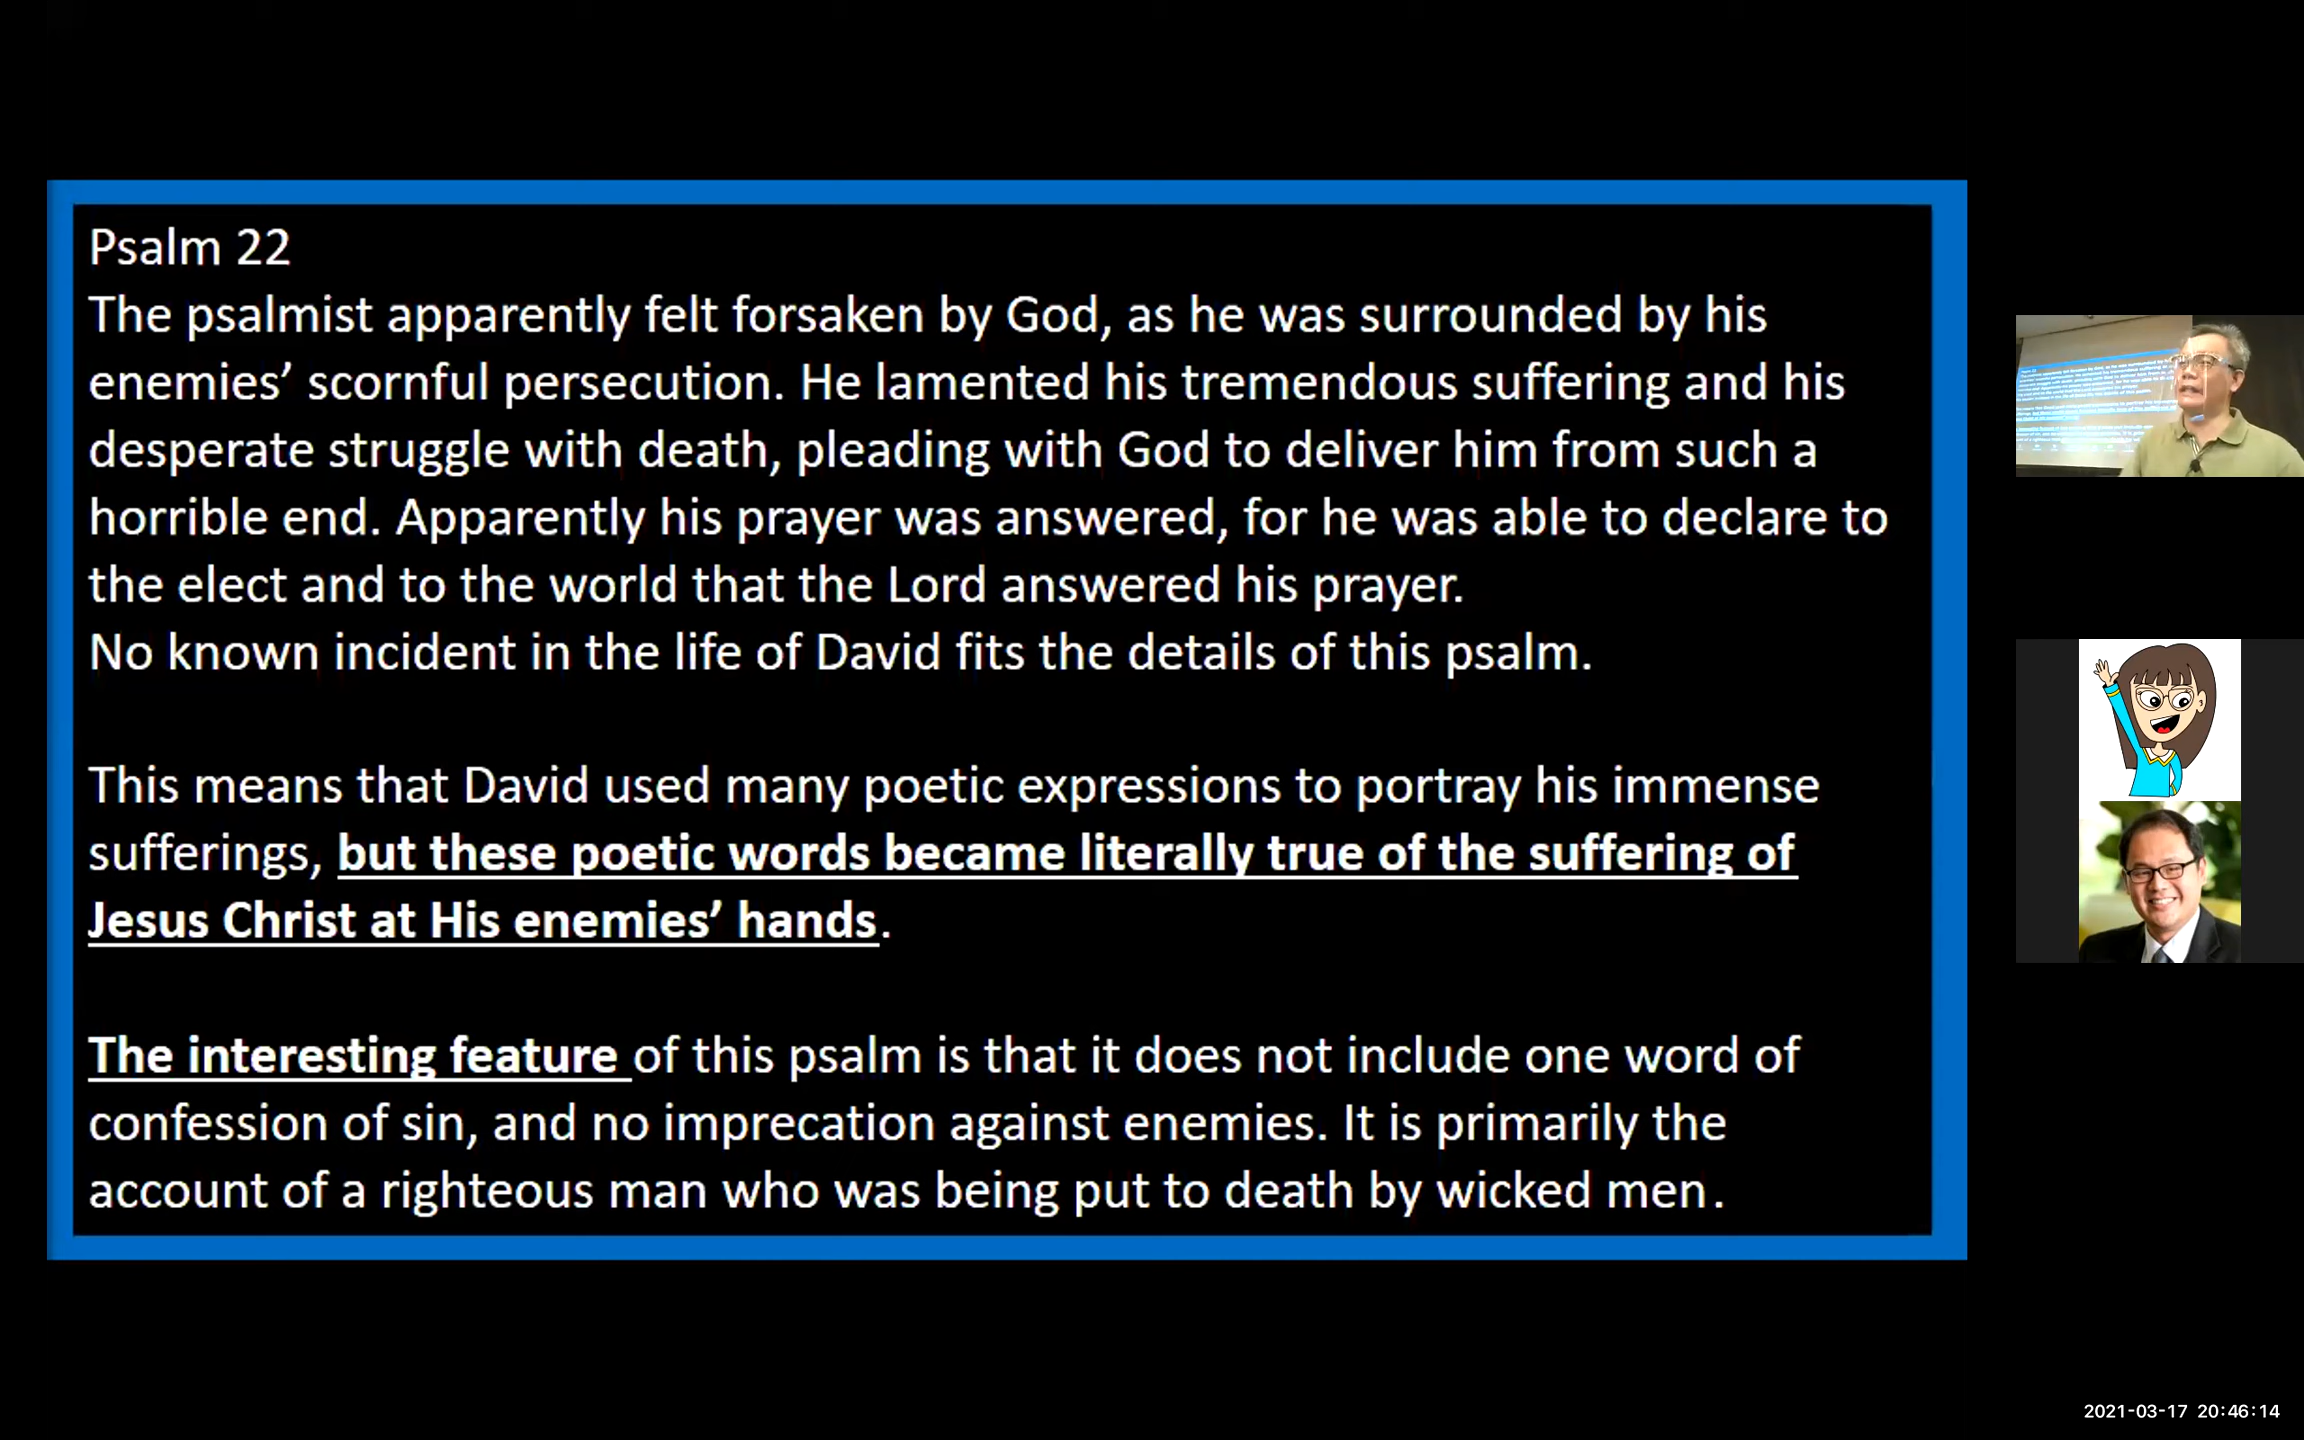 Psalm 22
The psalmist apparently felt forsaken by God, as he was surrounded by his
enemies’ scornful persecution. He lamented his tremendous suffering and his
desperate struggle with death, pleading with God to deliver him from such a
horrible end. Apparently his prayer was answered, for he was able to declare to
the elect and to the world that the Lord answered his prayer.
No known incident in the life of David fits the details of this psalm.
This means that David used many poetic expressions to portray his immense
sufferings, but these poetic words became literally true of the suffering of
Jesus Christ at His enemies’ hands.
The interesting feature of this psalm is that it does not include one word of
confession of sin, and no imprecation against enemies. It is primarily the
account of a righteous man who was being put to death by wicked men.
2021-03-17 20:46:14